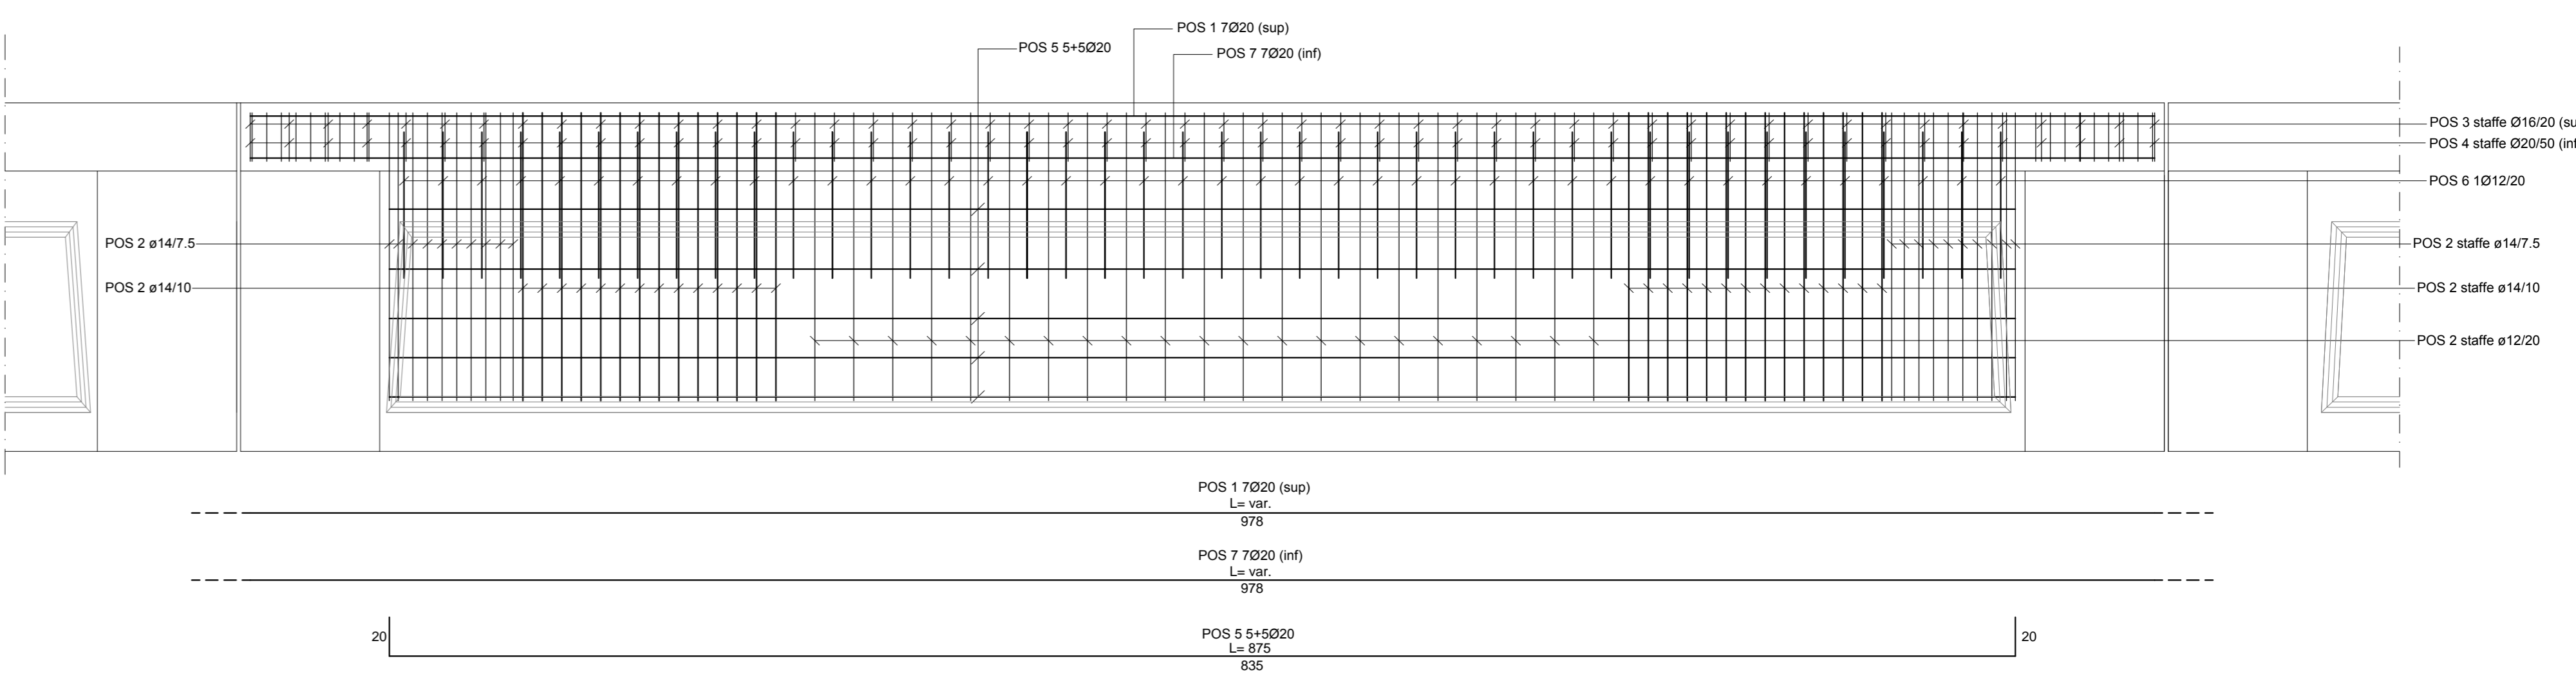 POS 1 7Ø20 (sup)
POS 5 5+5Ø20
POS 7 7Ø20 (inf)
POS 3 staffe Ø16/20 (su
POS 4 staffe Ø20/50 (inf
POS 6 1Ø12/20
POS 2 ø14/7.5
POS 2 staffe ø14/7.5
POS 2 ø14/10
POS 2 staffe ø14/10
POS 2 staffe ø12/20
POS 1 7Ø20 (sup)
L= var.
978
POS 7 7Ø20 (inf)
L= var.
978
20
POS 5 5+5Ø20
20
L= 875
835